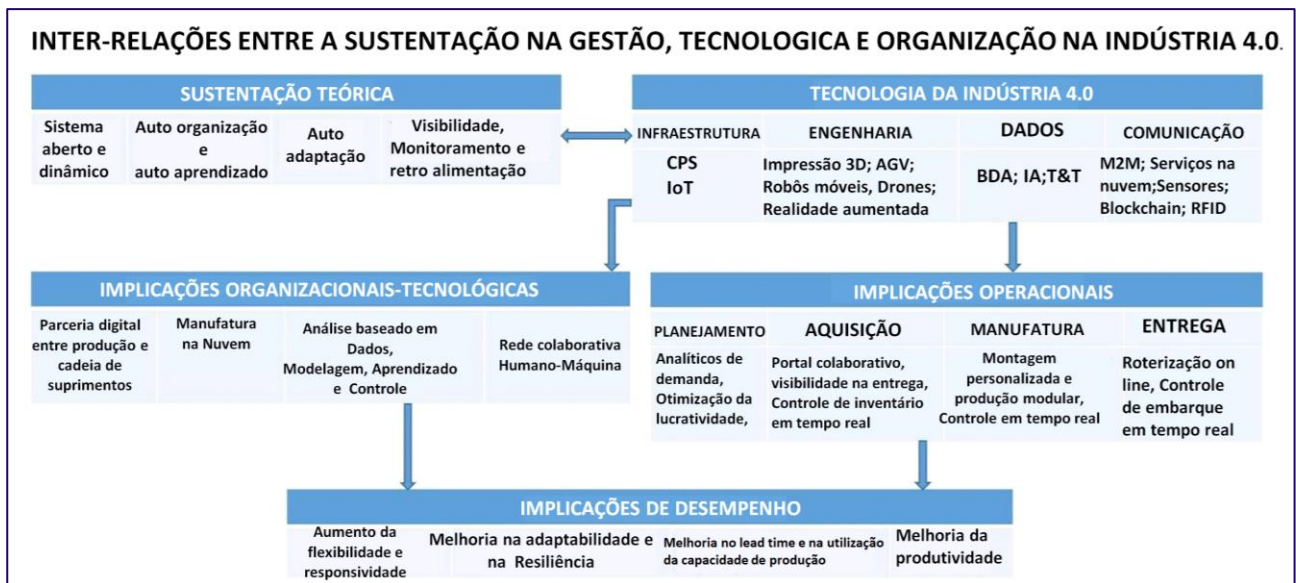 INTER-RELAÇÕES ENTRE A SUSTENTAÇÃO NA GESTÃO, TECNOLOGICA E ORGANIZAÇÃO NA INDÚSTRIA 4.0.
SUSTENTAÇÃO TEÓRICA
Sistema
aberto e
dinâmico
Auto organização
e
auto aprendizado
Auto
adaptação
Visibilidade,
Monitoramento e
retro alimentação
TECNOLOGIA DA INDÚSTRIA 4.0
INFRAESTRUTURA
CPS
IoT
ENGENHARIA
Impressão 3D; AGV;
Robôs móveis, Drones;
Realidade aumentada
DADOS
BDA; IA;T&T
COMUNICAÇÃO
M2M; Serviços na
nuvem;Sensores;
Blockchain; RFID
IMPLICAÇÕES ORGANIZACIONAIS-TECNOLÓGICAS
Parceria digital
entre produção e
cadeia de
suprimentos
Manufatura
na Nuvem
Análise baseado em
Dados,
Modelagem, Aprendizado
e Controle
Rede colaborativa
Humano-Máquina
IMPLICAÇÕES OPERACIONAIS
PLANEJAMENTO
Analíticos de
demanda,
Otimização da
lucratividade,
AQUISIÇÃO
Portal colaborativo,
visibilidade na entrega,
Controle de inventário
em tempo real
MANUFATURA
Montagem
personalizada e
produção modular,
Controle em tempo real
ENTREGA
Roterização on
line, Controle
de embarque
em tempo real
IMPLICAÇÕES DE DESEMPENHO
Aumento da
flexibilidade e
responsividade
Melhoria na adaptabilidade e
na Resiliência
Melhoria no lead time e na utilização
da capacidade de produção
Melhoria da
produtividade